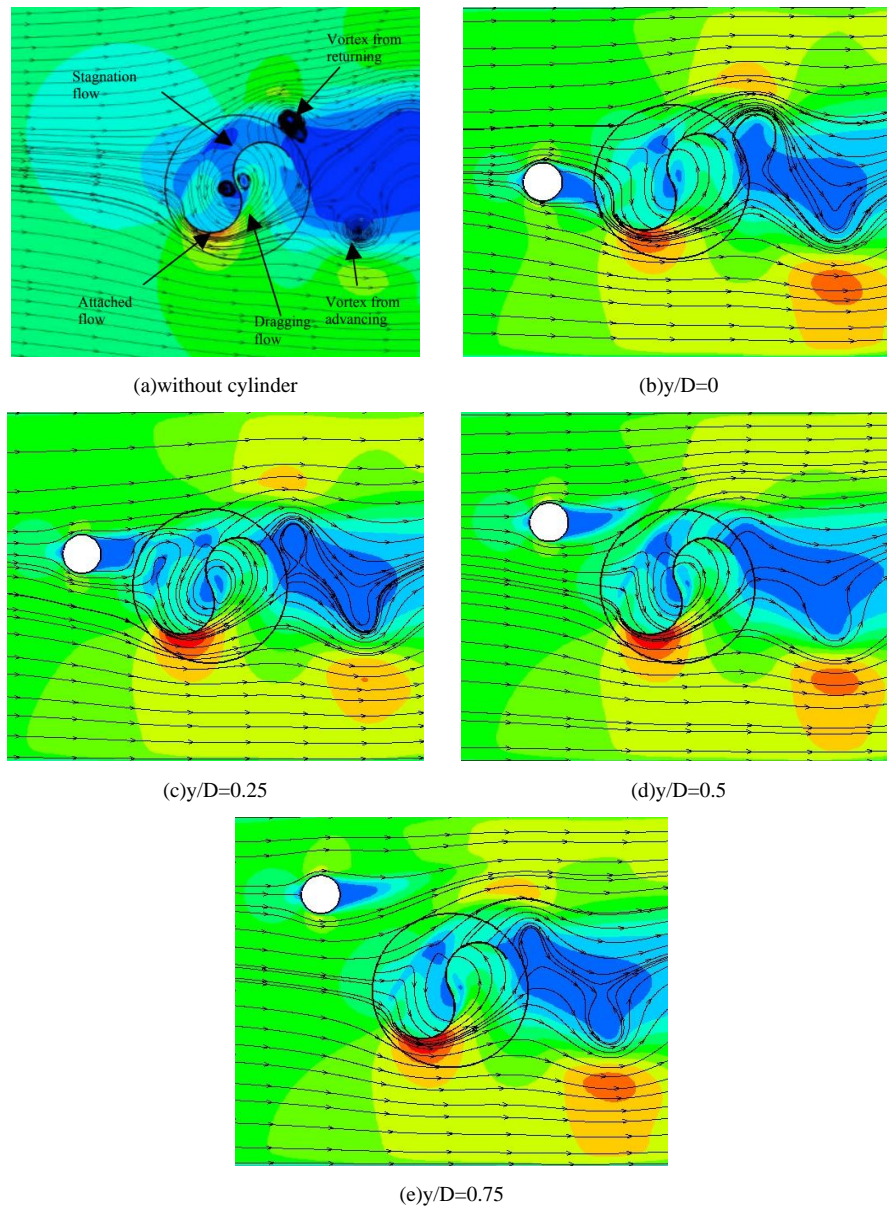 Vortex from
returning
Stagnation
flow
Attached
flow
Dragging
flow
Vortex from
advancing
(a)without cylinder
(b)y/D=0
(c)y/D=0.25
(d)y/D=0.5
(e)y/D=0.75